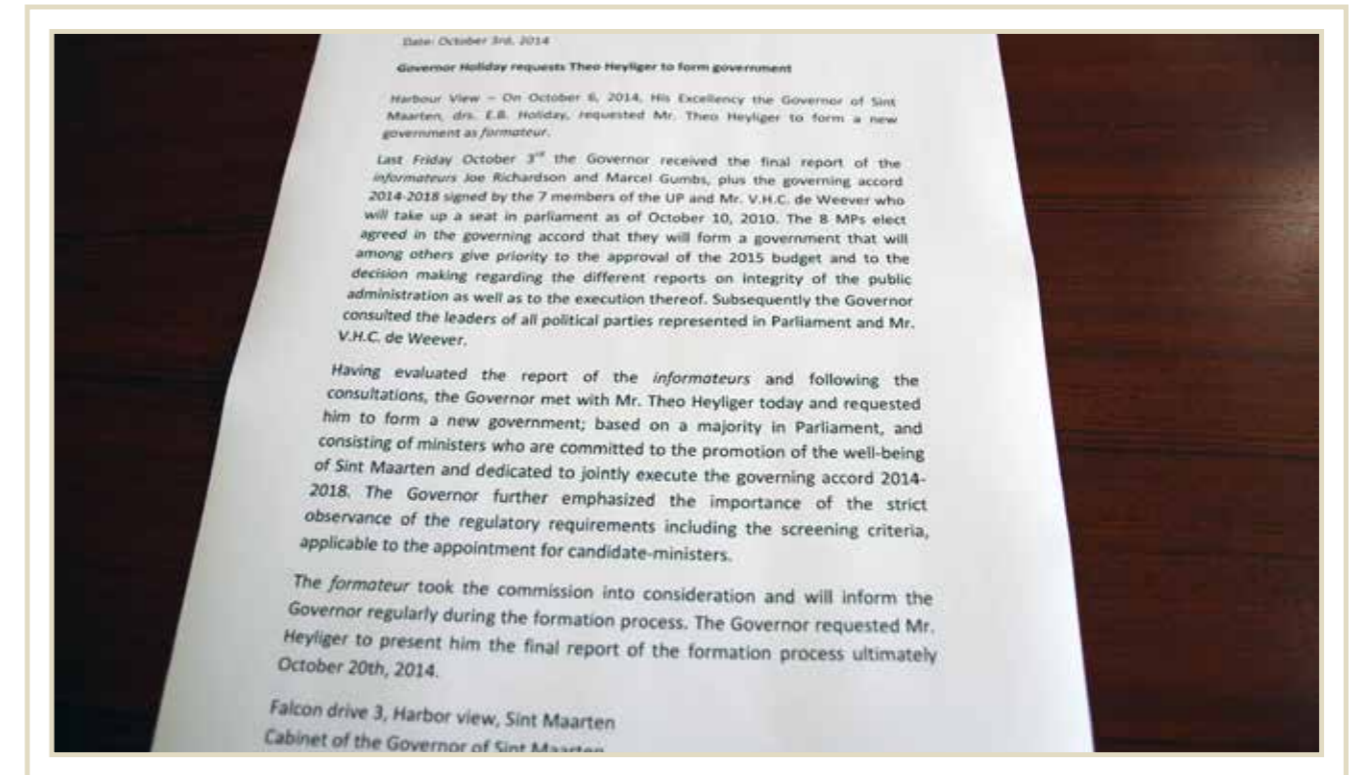 Date: October 3rd, 2014
Governor Holiday requests Theo Heyliger to form government
Harbour View – On October 6, 2014, His Excellency the Governor of Sint
Maarten, drs. E.B. Holiday, requested Mr. Theo Heyliger to form a new
government as formateur.
Last Friday October 3rd the Governor received the final report of the
informateurs Joe Richardson and Marcel Gumbs, plus the governing accord
2014-2018 signed by the 7 members of the UP and Mr. V.H.C. de Weever who
will take up a seat in parliament as of October 10, 2010. The 8 MPs elect
agreed in the governing accord that they will form a government that will
among others give priority to the approval of the 2015 budget and to the
decision making regarding the different reports on integrity of the public
administration as well as to the execution thereof. Subsequently the Governor
consulted the leaders of all political parties represented in Parliament and Mr.
V.H.C. de Weever.
Having evaluated the report of the informateurs and following the
consultations, the Governor met with Mr. Theo Heyliger today and requested
him to form a new government; based on a majority in Parliament, and
consisting of ministers who are committed to the promotion of the well-being
of Sint Maarten and dedicated to jointly execute the governing accord 2014-
2018. The Governor further emphasized the importance of the strict
observance of the regulatory requirements including the screening criteria,
applicable to the appointment for candidate-ministers.
The formateur took the commission into consideration and will inform the
Governor regularly during the formation process. The Governor requested Mr.
Heyliger to present him the final report of the formation process ultimately
October 20th, 2014.
Falcon drive 3, Harbor view, Sint Maarten
Cabinet of the Governor of Sint Maarten